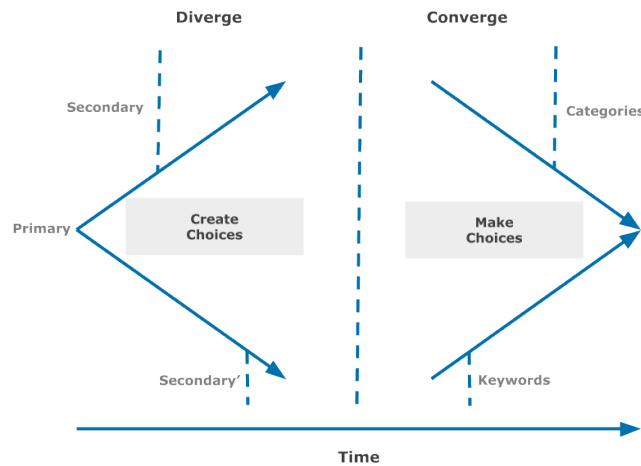 Diverge
Converge
Secondary
Categories
Primary
Create
Choices
Make
Choices
Secondary’
Keywords
Time